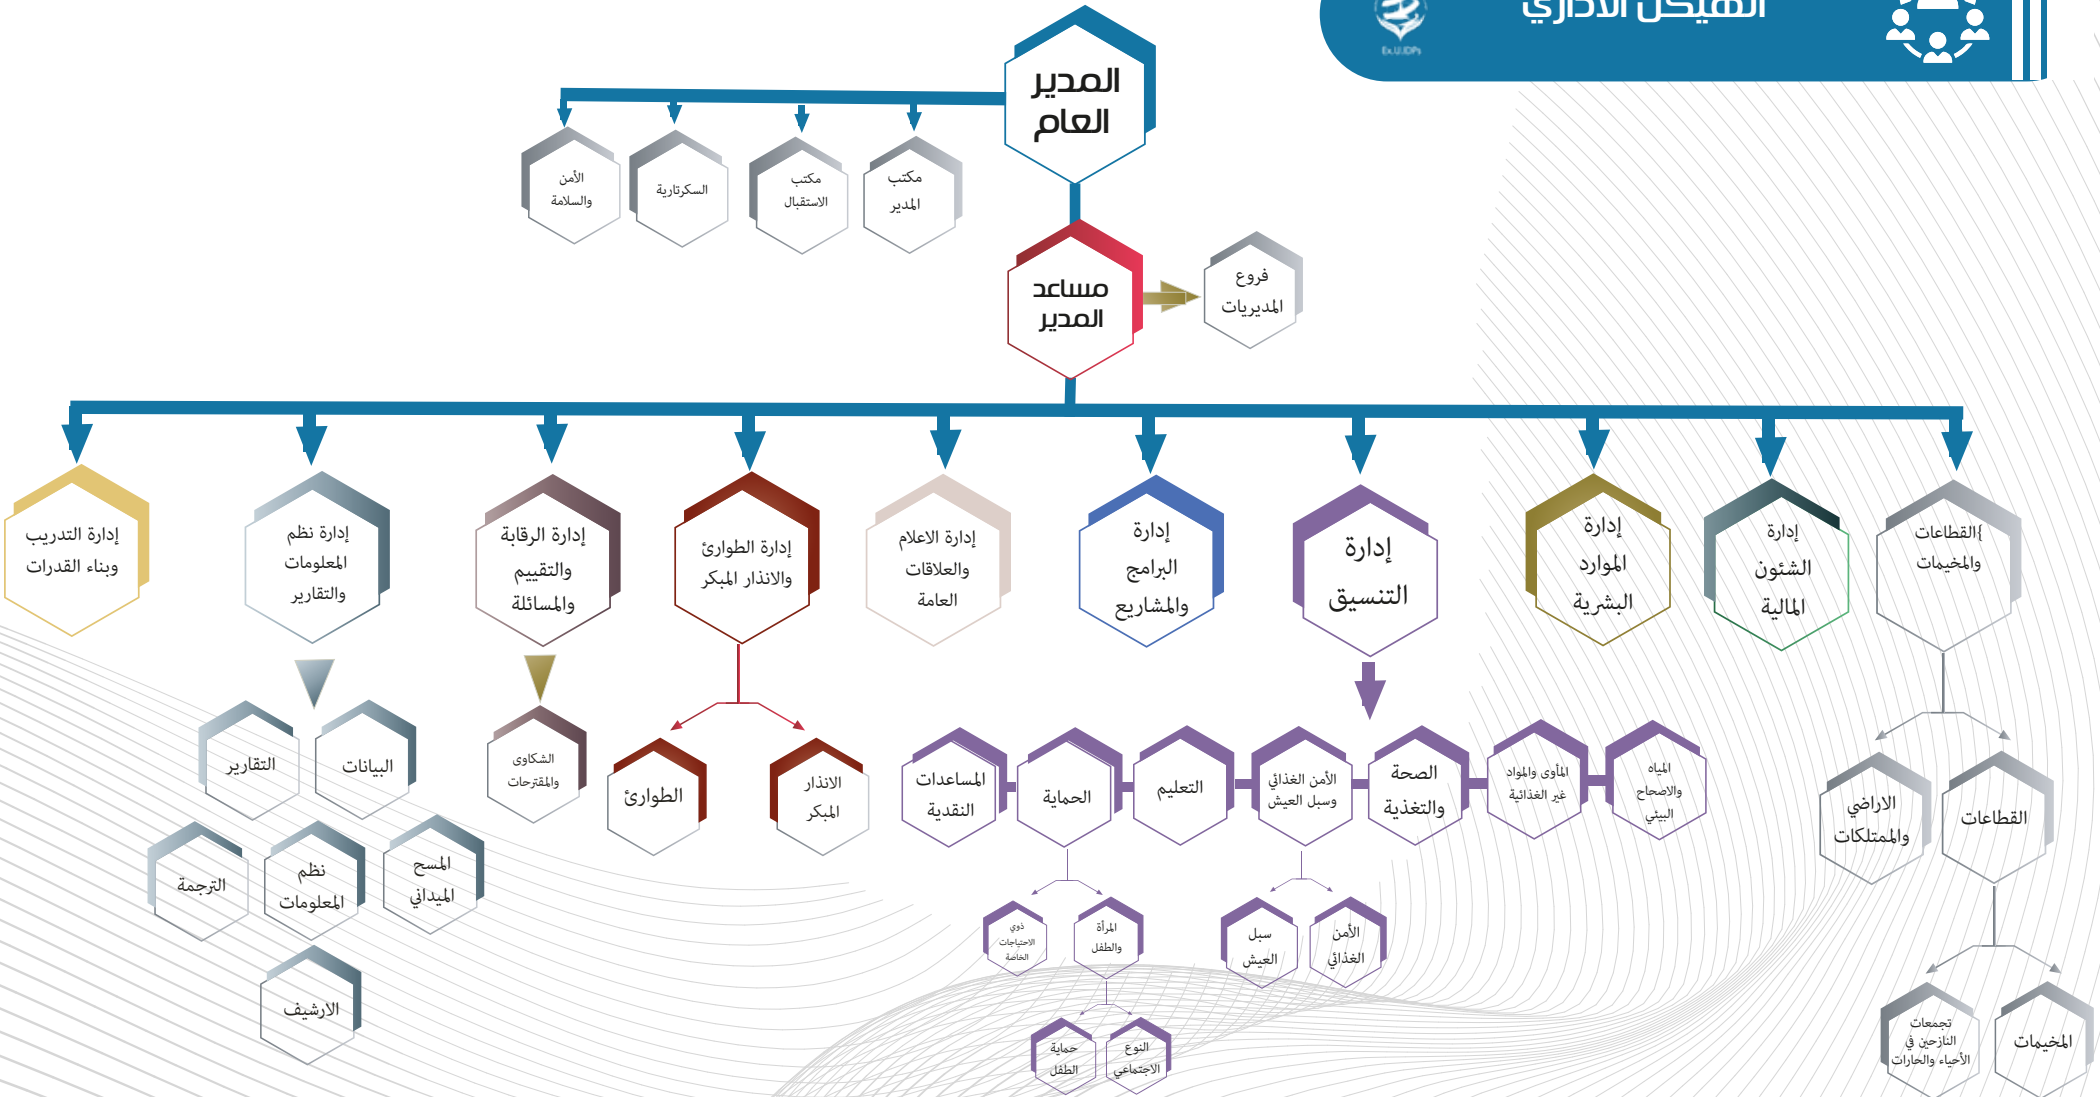 الهيكل الاداري
Ex.U.IDPs
المدير
العام
مكتب
المدير
مكتب
الاستقبال
السكرتارية
الأمن
والسلامة
مساعد
المدير
فروع
المديريات
}القطاعات
والمخيمات
إدارة
الشئون
المالية
إدارة
الموارد
البشرية
إدارة
التنسيق
إدارة
البرامج
والمشاريع
إدارة الاعلام
والعلاقات
العامة
إدارة الطوارئ
والانذار المبكر
إدارة الرقابة
والتقييم
والمسائلة
إدارة نظم
المعلومات
والتقارير
إدارة التدريب
وبناء القدرات
القطاعات
الاراضي
والممتلكات
المياه
والاصحاح
البيئي
المأوى والمواد
غير الغذائية
الصحة
والتغذية
الأمن الغذائي
وسبل العيش
التعليم
الحماية
المساعدات
النقدية
الانذار
المبكر
الطوارئ
الشكاوى
والمقترحات
البيانات
التقارير
المسح
الميداني
نظم
المعلومات
الترجمة
الارشيف
الأمن
الغذائي
سبل
العيش
المرأة
والطفل
ذوي
الاحتياجات
الخاصة
النوع
الاجتماعي
حماية
الطفل
المخيمات
تجمعات
النازحين في
الأحياء والحارات